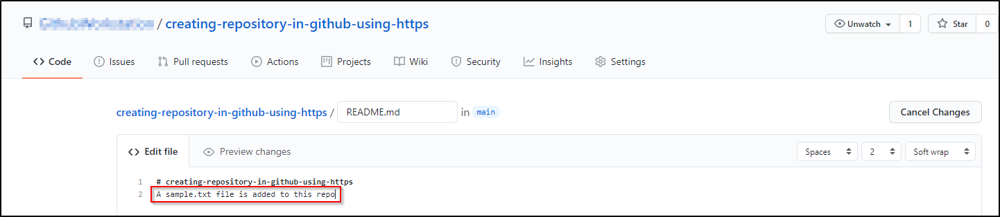 / creating-repository-in-github-using-https
Unwatch 1 Star 0
Code Issues Pull requests Actions Projects Wiki Security Insights Settings
creating-repository-in-github-using-https / README.md in main Cancel Changes
<> Edit file Preview changes Spaces 2 Soft wrap
1 # creating-repository-in-github-using-https
2 A sample.txt file is added to this repo